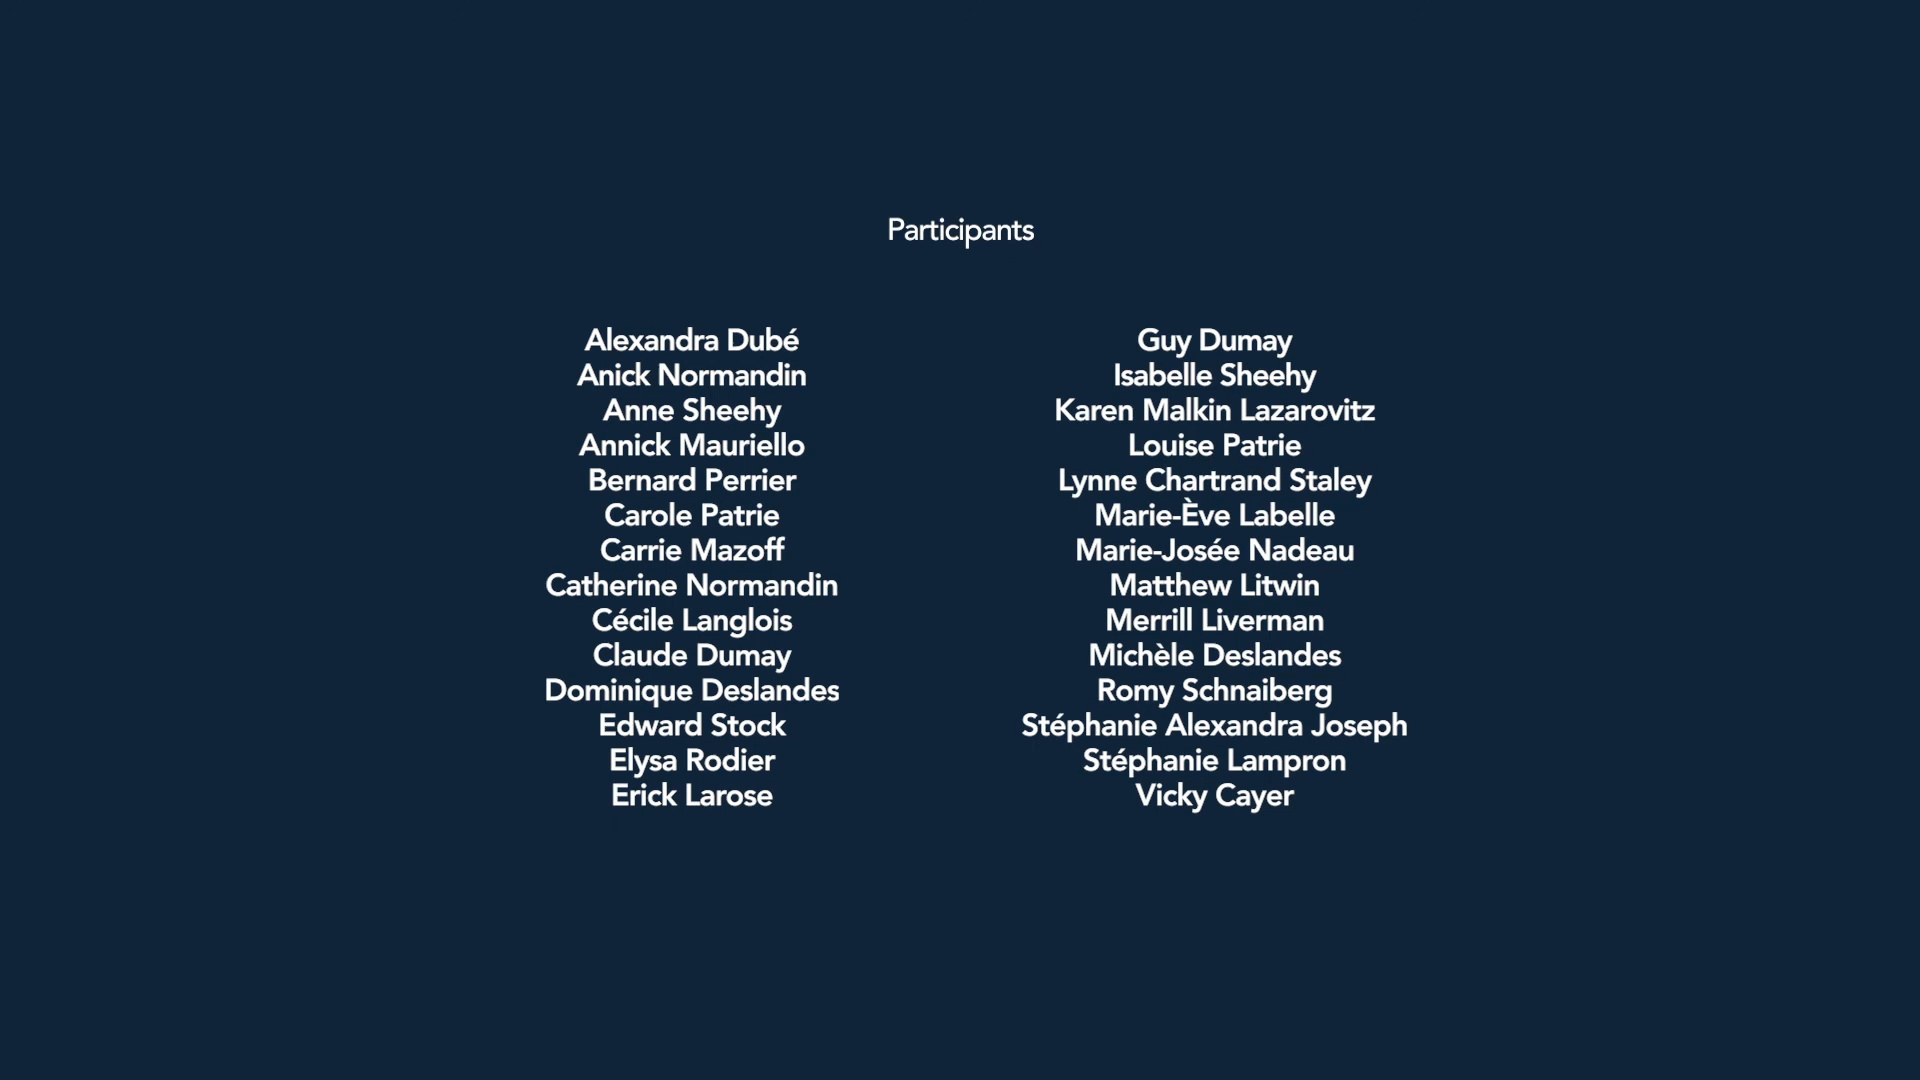 Participants
Alexandra Dubé
Anick Normandin
Anne Sheehy
Annick Mauriello
Bernard Perrier
Carole Patrie
Carrie Mazoff
Catherine Normandin
Cécile Langlois
Claude Dumay
Dominique Deslandes
Edward Stock
Elysa Rodier
Erick Larose
Guy Dumay
Isabelle Sheehy
Karen Malkin Lazarovitz
Louise Patrie
Lynne Chartrand Staley
Marie-Ève Labelle
Marie-Josée Nadeau
Matthew Litwin
Merrill Liverman
Michèle Deslandes
Romy Schnaiberg
Stéphanie Alexandra Joseph
Stéphanie Lampron
Vicky Cayer